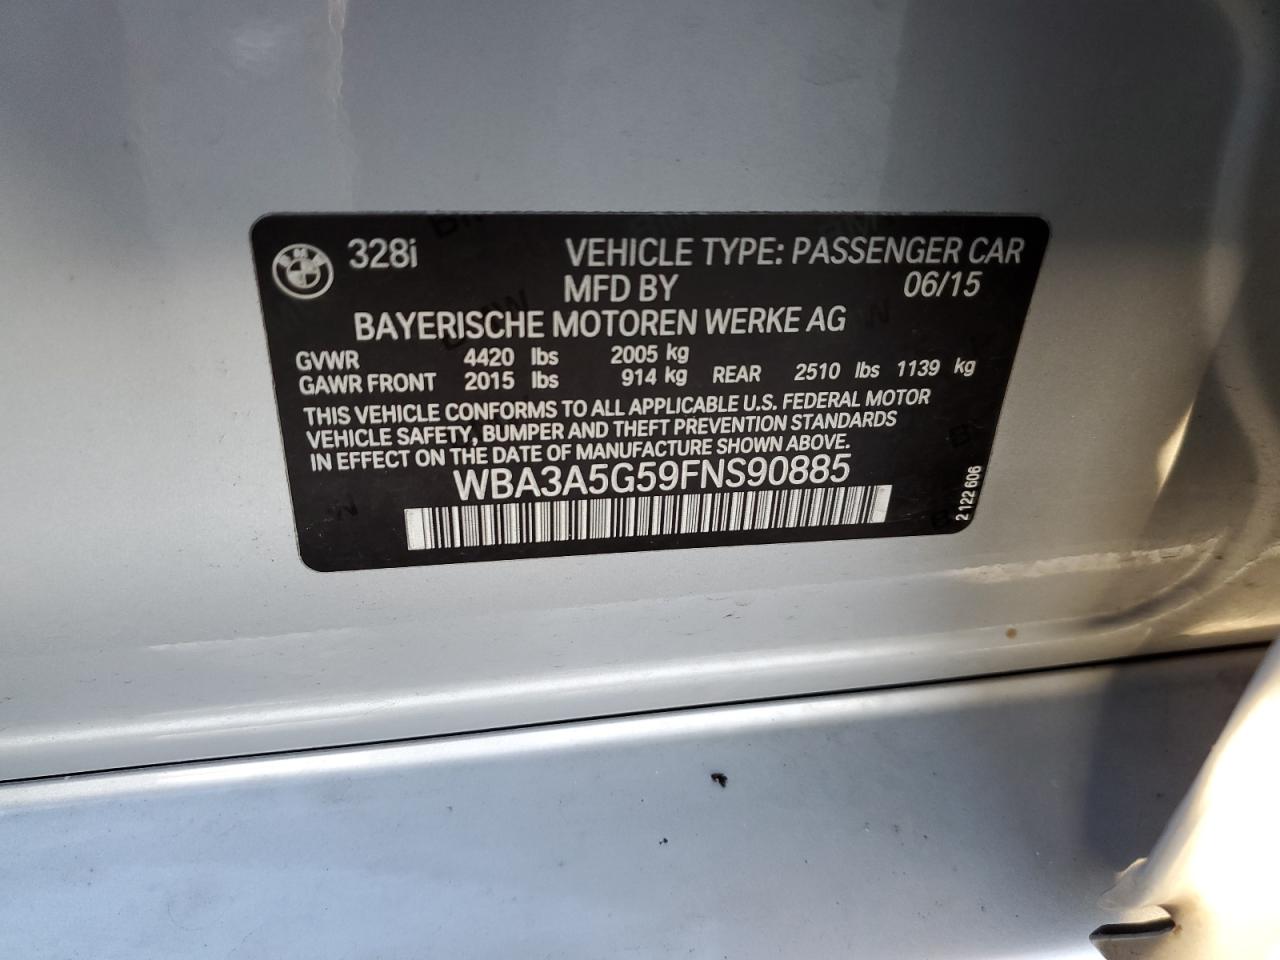 BMW 328i VEHICLE TYPE: PASSENGER CAR
MFD BY 06/15
BAYERISCHE MOTOREN WERKE AG
GVWR 4420 lbs 2005 kg
GAWR FRONT 2015 lbs 914 kg REAR 2510 lbs 1139 kg
THIS VEHICLE CONFORMS TO ALL APPLICABLE U.S. FEDERAL MOTOR
VEHICLE SAFETY, BUMPER AND THEFT PREVENTION STANDARDS
IN EFFECT ON THE DATE OF MANUFACTURE SHOWN ABOVE.
WBA3A5G59FNS90885
2 122 606